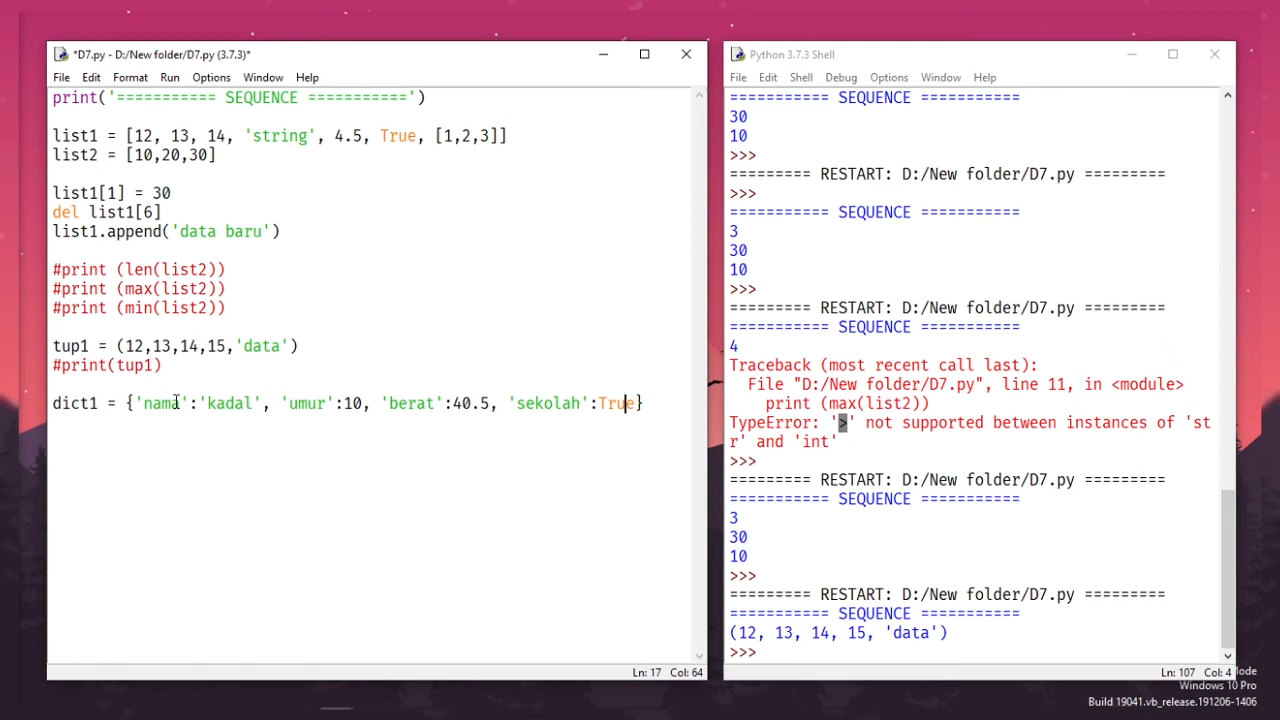 *D7.py - D:/New folder/D7.py (3.7.3)*
File Edit Format Run Options Window Help
print('=========== SEQUENCE ===========')
list1 = [12, 13, 14, 'string', 4.5, True, [1,2,3]]
list2 = [10,20,30]
list1[1] = 30
del list1[6]
list1.append('data baru')
#print (len(list2))
#print (max(list2))
#print (min(list2))
tup1 = (12,13,14,15,'data')
#print(tup1)
dict1 = {'nama':'kadal', 'umur':10, 'berat':40.5, 'sekolah':True}
Ln: 17 Col: 64
Python 3.7.3 Shell
File Edit Shell Debug Options Window Help
=========== SEQUENCE ===========
30
10
>>>
========= RESTART: D:/New folder/D7.py =========
>>>
=========== SEQUENCE ===========
3
30
10
>>>
========= RESTART: D:/New folder/D7.py =========
=========== SEQUENCE ===========
4
Traceback (most recent call last):
File "D:/New folder/D7.py", line 11, in <module>
print (max(list2))
TypeError: '>' not supported between instances of 'st
r' and 'int'
>>>
========= RESTART: D:/New folder/D7.py =========
=========== SEQUENCE ===========
3
30
10
>>>
========= RESTART: D:/New folder/D7.py =========
=========== SEQUENCE ===========
(12, 13, 14, 15, 'data')
>>>
Ln: 107 Col: 4
Windows 10 Pro
Build 19041.vb_release.191206-1406